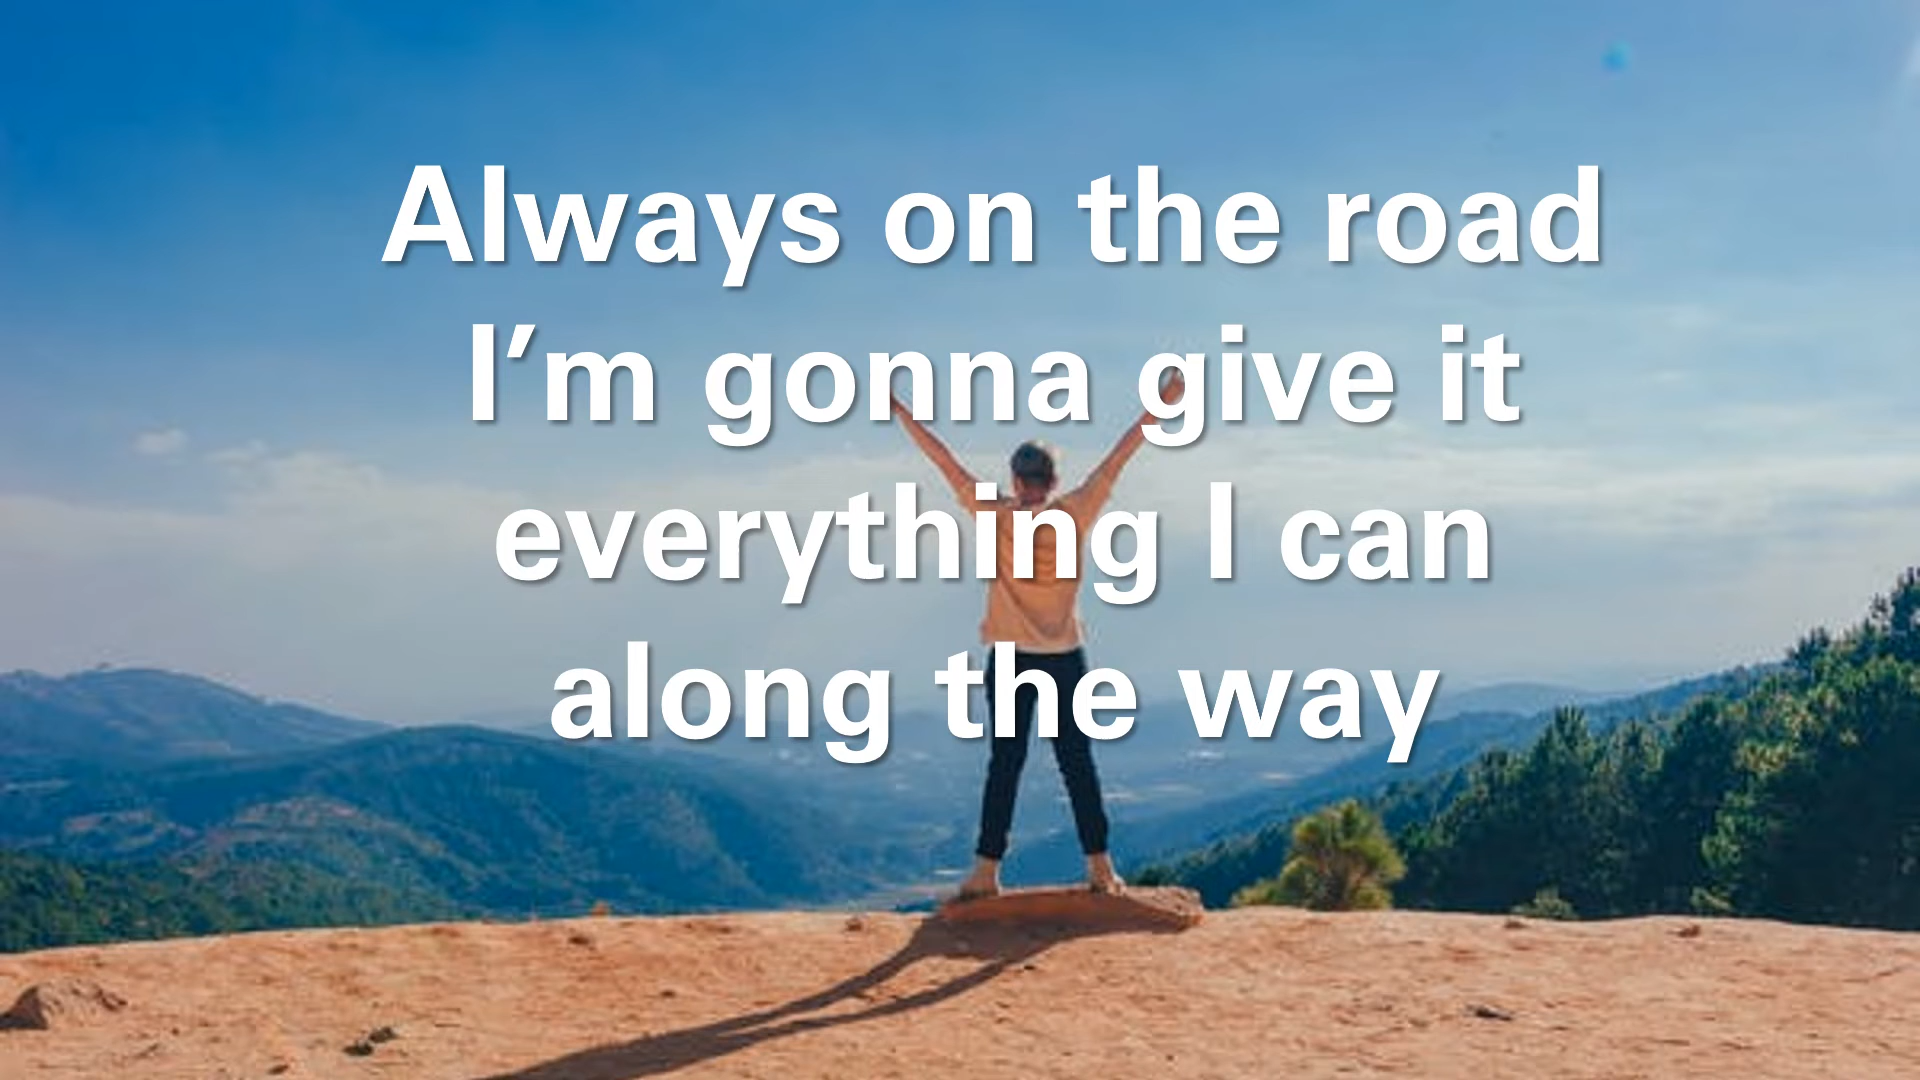 Always on the road
I’m gonna give it
everything I can
along the way